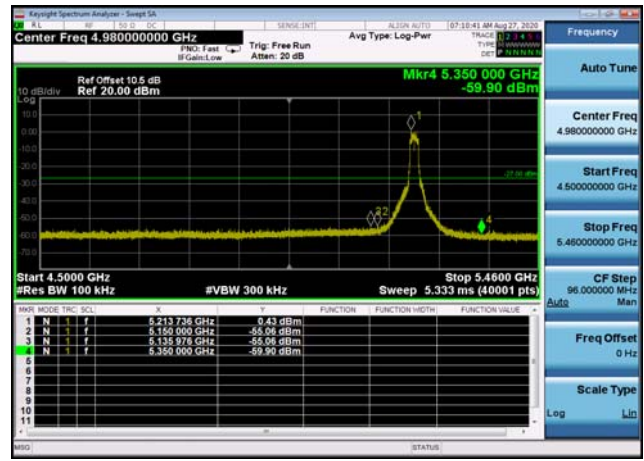 Keysight Spectrum Analyzer - Swept SA
RL RF 50 Ω DC SENSE:INT ALIGN AUTO 07:10:41 AM Aug 27, 2020
Center Freq 4.980000000 GHz
PNO: Fast
IFGain:Low
Trig: Free Run
Atten: 20 dB
Avg Type: Log-Pwr
TRACE 1 2 3 4 5 6
TYPE
DET P N N N N N
Mkr4 5.350 000 GHz
-59.90 dBm
Ref Offset 10.5 dB
10 dB/div Ref 20.00 dBm
Log
10.0
0.00
-10.0
-20.0
-30.0
-40.0
-50.0
-60.0
-70.0
1
-27.00 dBm
2
4
Start 4.5000 GHz
Stop 5.4600 GHz
#Res BW 100 kHz
#VBW 300 kHz
Sweep 5.333 ms (40001 pts)
MKR MODE TRC SCL X Y FUNCTION FUNCTION WIDTH FUNCTION VALUE
1 N 1 f 5.213 736 GHz 0.43 dBm
2 N 1 f 5.150 000 GHz -55.06 dBm
3 N 1 f 5.135 976 GHz -55.06 dBm
4 N 1 f 5.350 000 GHz -59.90 dBm
5
6
7
8
9
10
11
MSG
STATUS
Frequency
Auto Tune
Center Freq
4.980000000 GHz
Start Freq
4.500000000 GHz
Stop Freq
5.460000000 GHz
CF Step
96.000000 MHz
Auto Man
Freq Offset
0 Hz
Scale Type
Log Lin